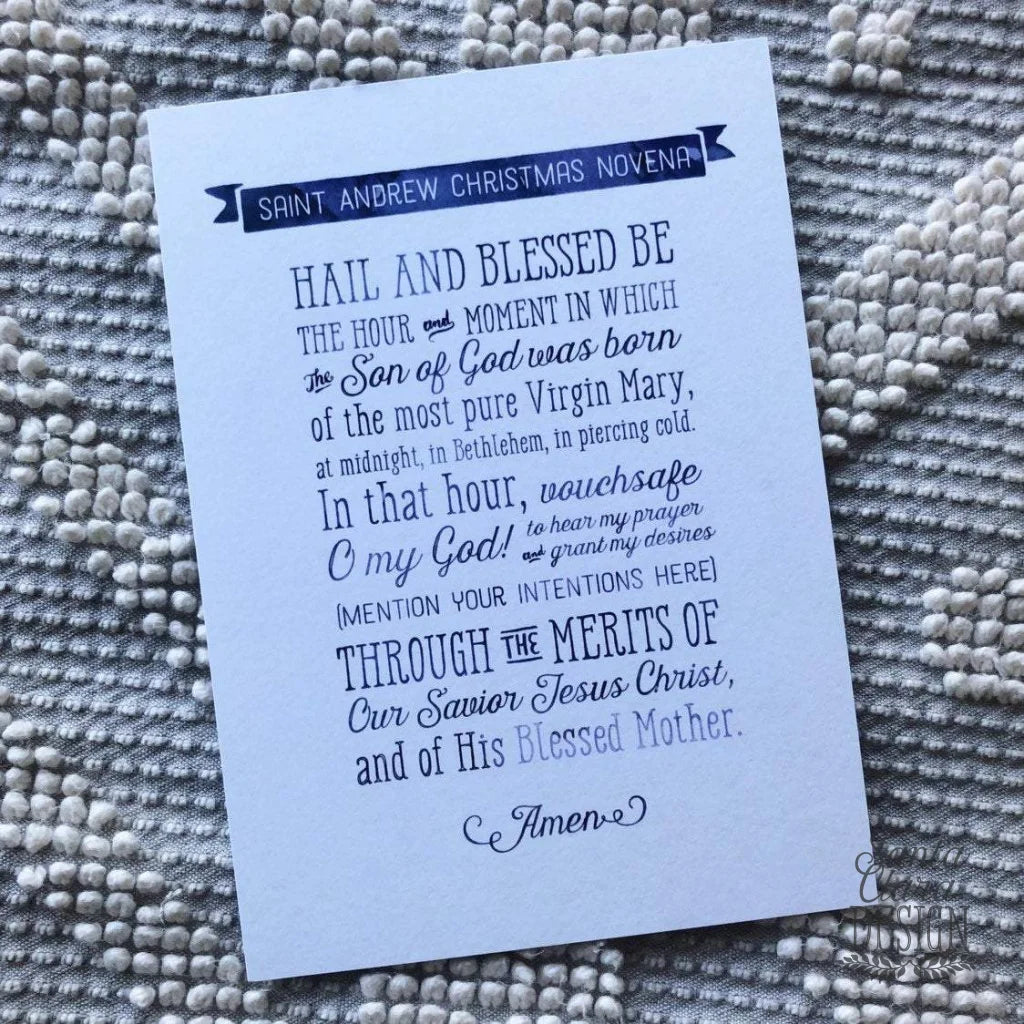 SAINT ANDREW CHRISTMAS NOVENA
HAIL AND BLESSED BE
THE HOUR and MOMENT IN WHICH
The Son of God was born
of the most pure Virgin Mary,
at midnight, in Bethlehem, in piercing cold.
In that hour, vouchsafe
O my God! to hear my prayer
and grant my desires
(MENTION YOUR INTENTIONS HERE)
THROUGH THE MERITS OF
Our Savior Jesus Christ,
and of His Blessed Mother.
Amen
Santa
Clara
DESIGN